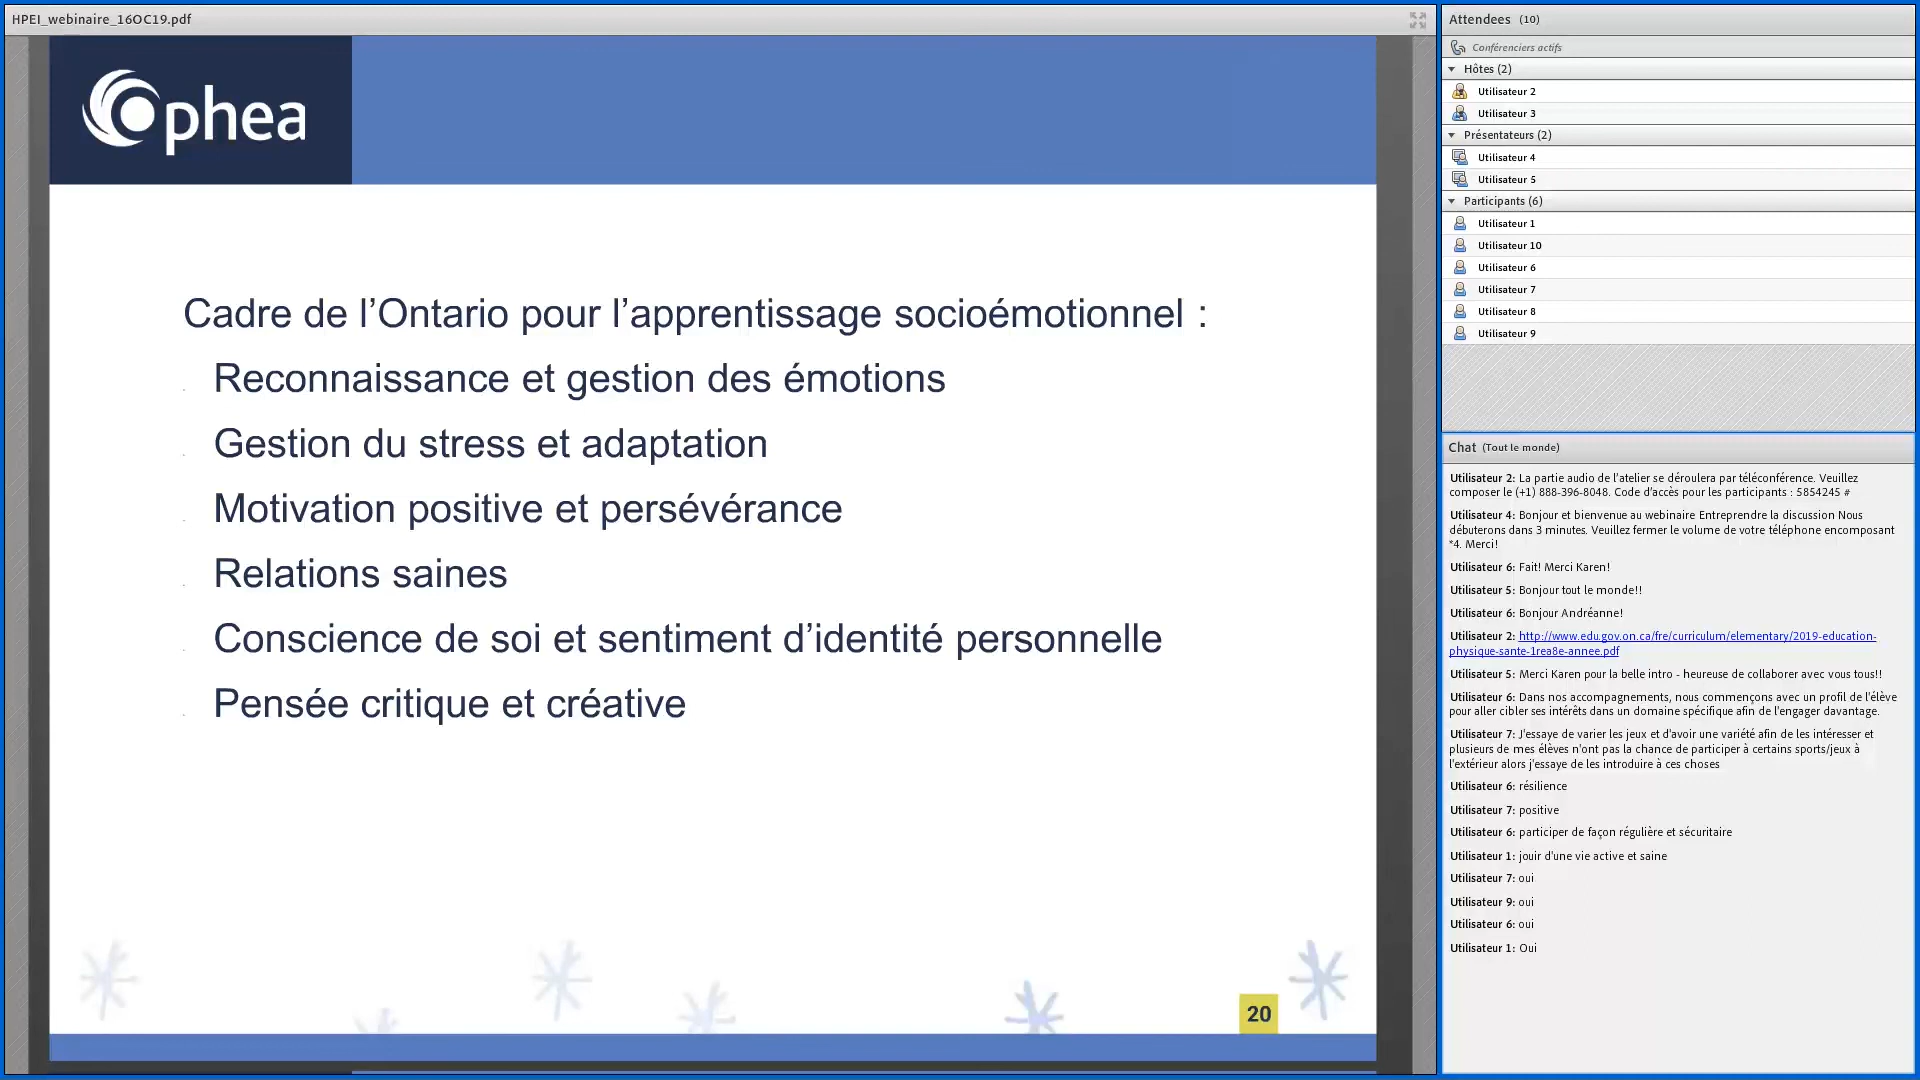 HPEI_webinaire_16OC19.pdf
Ophea
Cadre de l’Ontario pour l’apprentissage socioémotionnel :
Reconnaissance et gestion des émotions
Gestion du stress et adaptation
Motivation positive et persévérance
Relations saines
Conscience de soi et sentiment d’identité personnelle
Pensée critique et créative
20
Attendees (10)
Conférenciers actifs
Hôtes (2)
Utilisateur 2
Utilisateur 3
Présentateurs (2)
Utilisateur 4
Utilisateur 5
Participants (6)
Utilisateur 1
Utilisateur 10
Utilisateur 6
Utilisateur 7
Utilisateur 8
Utilisateur 9
Chat (Tout le monde)
Utilisateur 2: La partie audio de l'atelier se déroulera par téléconférence. Veuillez
composer le (+1) 888-396-8048. Code d'accès pour les participants : 5854245 #
Utilisateur 4: Bonjour et bienvenue au webinaire Entreprendre la discussion Nous
débuterons dans 3 minutes. Veuillez fermer le volume de votre téléphone encomposant
*4. Merci!
Utilisateur 6: Fait! Merci Karen!
Utilisateur 5: Bonjour tout le monde!!
Utilisateur 6: Bonjour Andréanne!
Utilisateur 2: http://www.edu.gov.on.ca/fre/curriculum/elementary/2019-education-
physique-sante-1rea8e-annee.pdf
Utilisateur 5: Merci Karen pour la belle intro - heureuse de collaborer avec vous tous!!
Utilisateur 6: Dans nos accompagnements, nous commençons avec un profil de l'élève
pour aller cibler ses intérêts dans un domaine spécifique afin de l'engager davantage.
Utilisateur 7: J'essaye de varier les jeux et d'avoir une variété afin de les intéresser et
plusieurs de mes élèves n'ont pas la chance de participer à certains sports/jeux à
l'extérieur alors j'essaye de les introduire à ces choses
Utilisateur 6: résilience
Utilisateur 7: positive
Utilisateur 6: participer de façon régulière et sécuritaire
Utilisateur 1: jouir d'une vie active et saine
Utilisateur 7: oui
Utilisateur 9: oui
Utilisateur 6: oui
Utilisateur 1: Oui